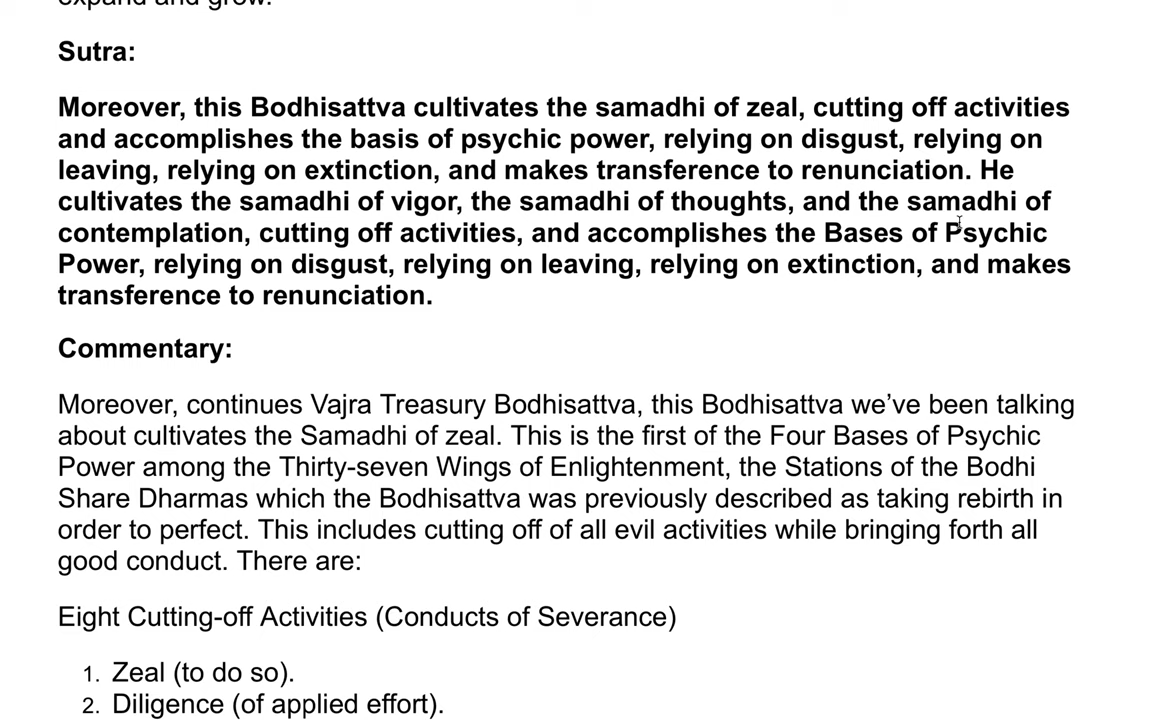 expand and grow.
Sutra:
Moreover, this Bodhisattva cultivates the samadhi of zeal, cutting off activities
and accomplishes the basis of psychic power, relying on disgust, relying on
leaving, relying on extinction, and makes transference to renunciation. He
cultivates the samadhi of vigor, the samadhi of thoughts, and the samadhi of
contemplation, cutting off activities, and accomplishes the Bases of Psychic
Power, relying on disgust, relying on leaving, relying on extinction, and makes
transference to renunciation.
Commentary:
Moreover, continues Vajra Treasury Bodhisattva, this Bodhisattva we’ve been talking
about cultivates the Samadhi of zeal. This is the first of the Four Bases of Psychic
Power among the Thirty-seven Wings of Enlightenment, the Stations of the Bodhi
Share Dharmas which the Bodhisattva was previously described as taking rebirth in
order to perfect. This includes cutting off of all evil activities while bringing forth all
good conduct. There are:
Eight Cutting-off Activities (Conducts of Severance)
1. Zeal (to do so).
2. Diligence (of applied effort).